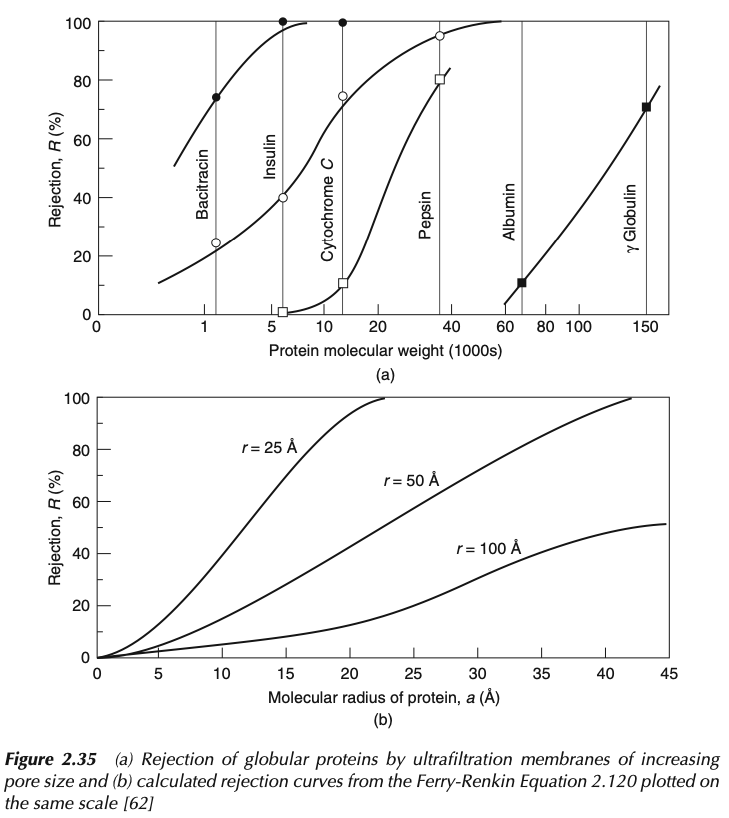 100
80
60
40
20
0
Rejection, R (%)
Bacitracin
Insulin
Cytochrome C
Pepsin
Albumin
γ Globulin
0 1 5 10 20 40 60 80 100 150
Protein molecular weight (1000s)
(a)
100
80
60
40
20
0
Rejection, R (%)
r = 25 Å
r = 50 Å
r = 100 Å
0 5 10 15 20 25 30 35 40 45
Molecular radius of protein, a (Å)
(b)
Figure 2.35 (a) Rejection of globular proteins by ultrafiltration membranes of increasing
pore size and (b) calculated rejection curves from the Ferry-Renkin Equation 2.120 plotted on
the same scale [62]